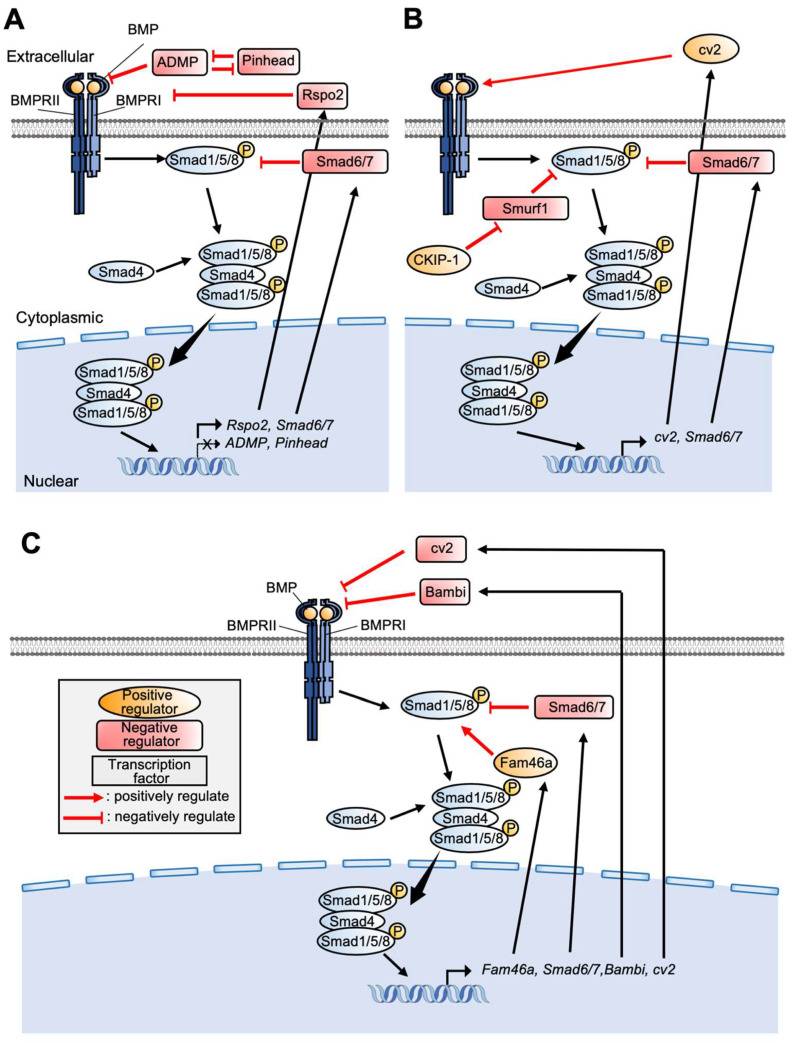 A
BMP
Extracellular
ADMP
Pinhead
Rspo2
BMPRII
BMPRI
Smad1/5/8
P
Smad6/7
Smad1/5/8
P
Smad4
Smad4
Smad1/5/8
P
Cytoplasmic
Smad1/5/8
P
Smad4
Smad1/5/8
P
Rspo2, Smad6/7
ADMP, Pinhead
Nuclear
B
cv2
Smad1/5/8
P
Smad6/7
Smurf1
CKIP-1
Smad1/5/8
P
Smad4
Smad4
Smad1/5/8
P
Smad1/5/8
P
Smad4
Smad1/5/8
P
cv2, Smad6/7
C
cv2
BMP
Bambi
BMPRII
BMPRI
Positive
regulator
Negative
regulator
Transcription
factor
: positively regulate
: negatively regulate
Smad1/5/8
P
Smad6/7
Fam46a
Smad1/5/8
P
Smad4
Smad4
Smad1/5/8
P
Smad1/5/8
P
Smad4
Smad1/5/8
P
Fam46a, Smad6/7,Bambi, cv2